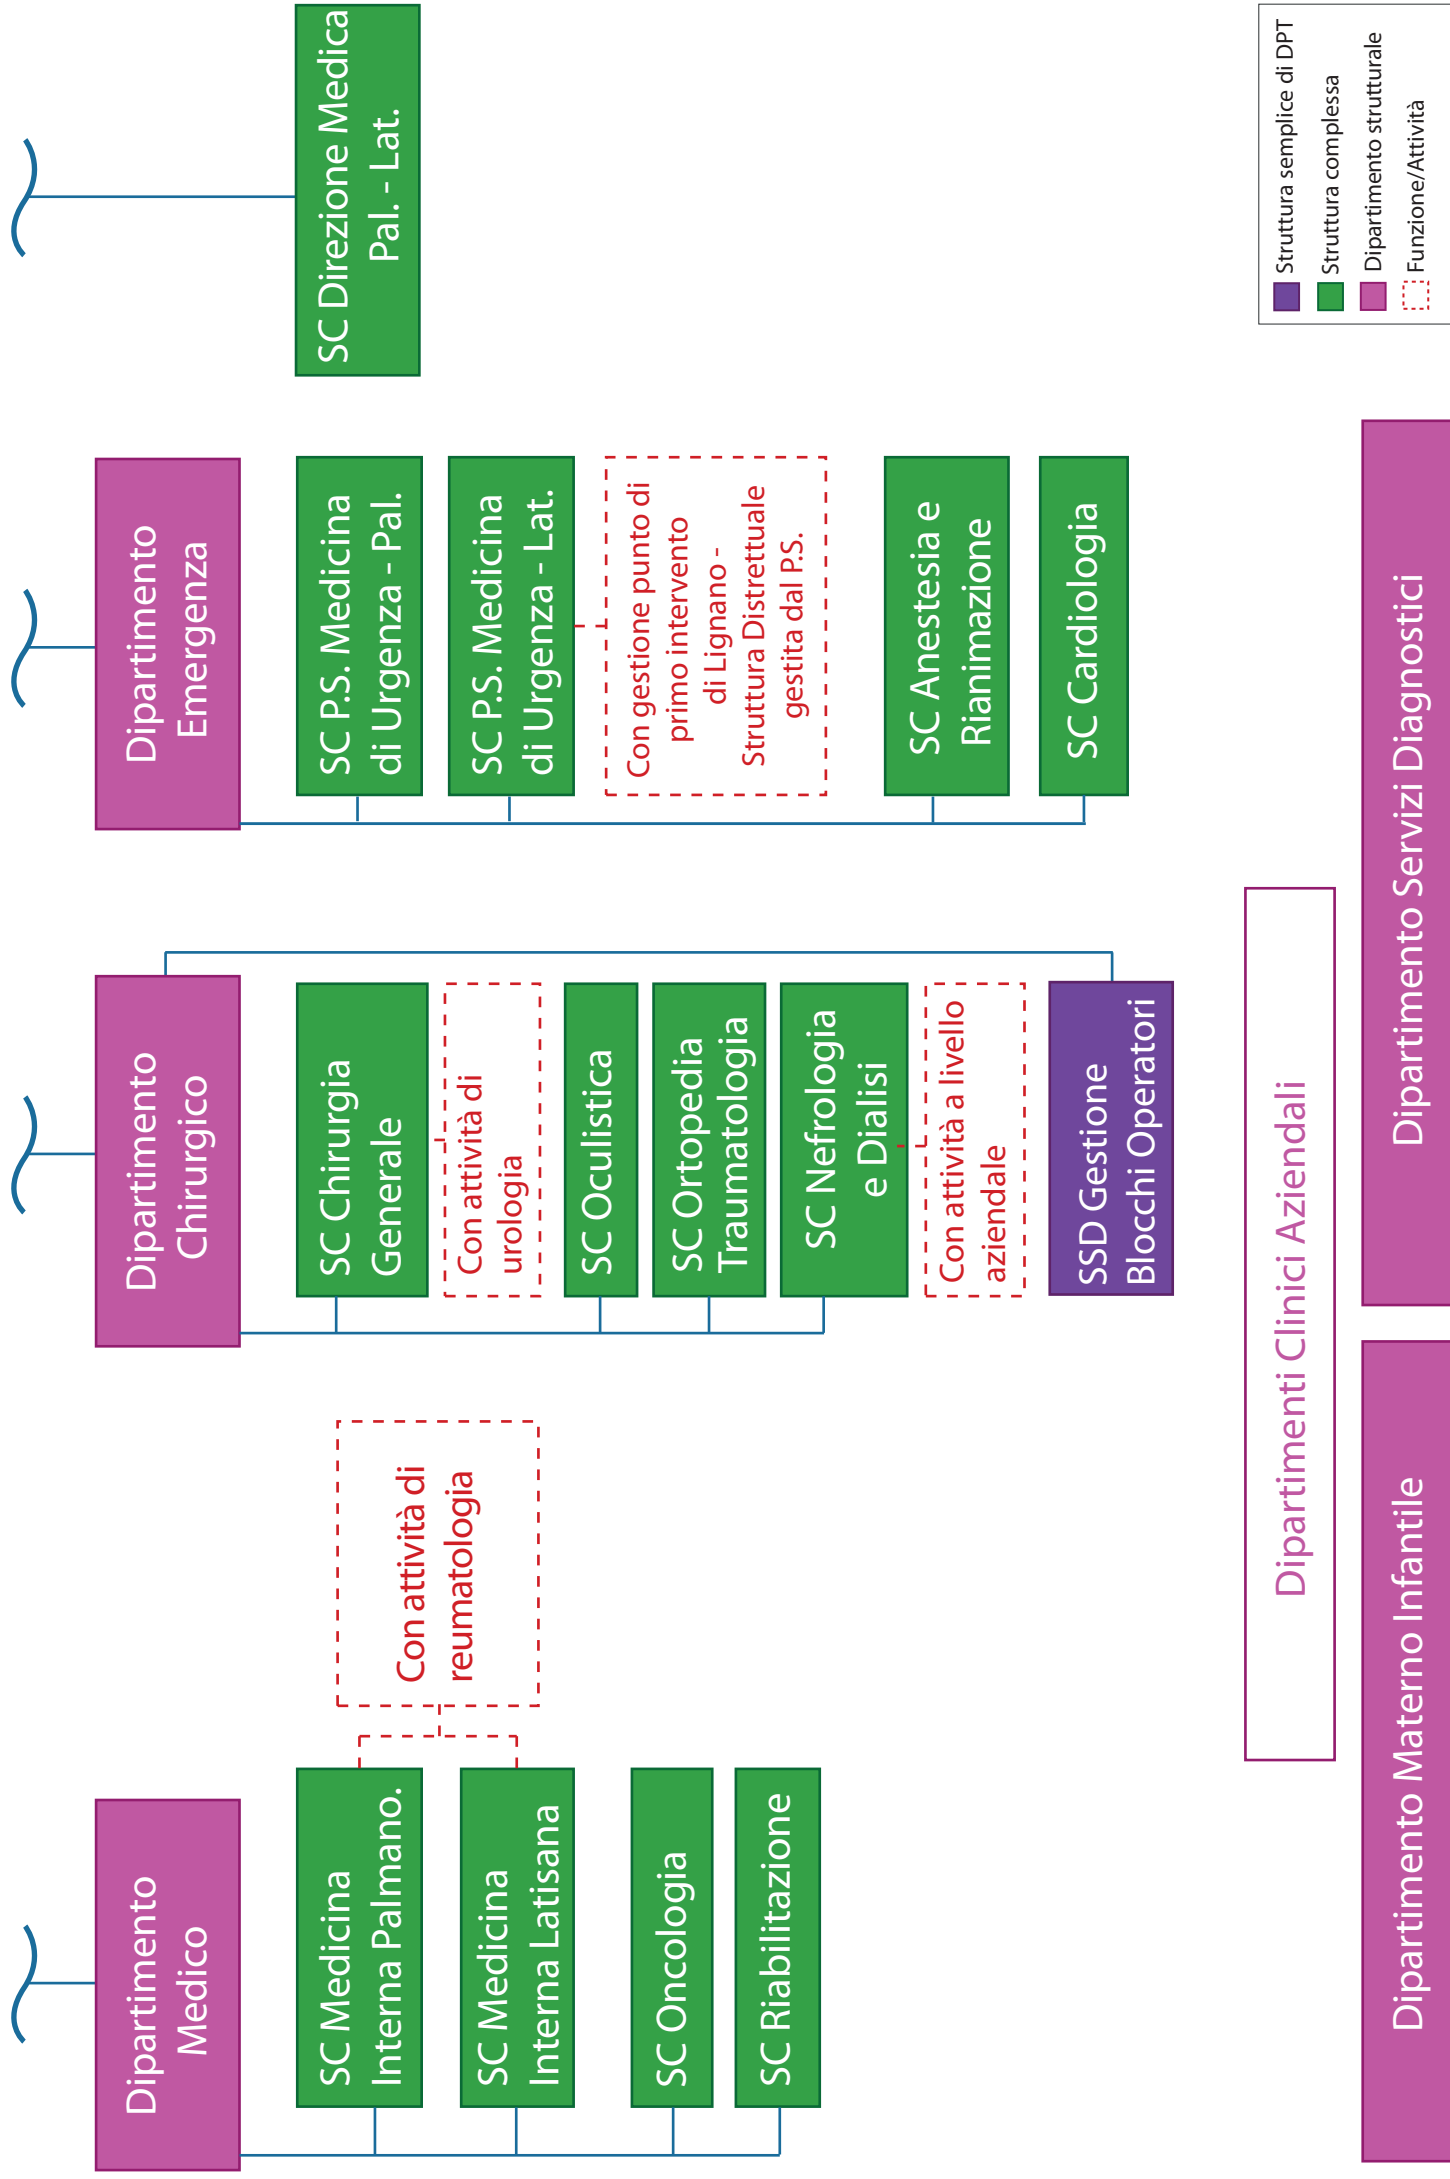 Dipartimento
Medico
SC Medicina
Interna Palmano.
SC Medicina
Interna Latisana
SC Oncologia
SC Riabilitazione
Con attività di
reumatologia
Dipartimento
Chirurgico
SC Chirurgia
Generale
Con attività di
urologia
SC Oculistica
SC Ortopedia
Traumatologia
SC Nefrologia
e Dialisi
Con attività a livello
aziendale
SSD Gestione
Blocchi Operatori
Dipartimento
Emergenza
SC P.S. Medicina
di Urgenza - Pal.
SC P.S. Medicina
di Urgenza - Lat.
Con gestione punto di
primo intervento
di Lignano -
Struttura Distrettuale
gestita dal P.S.
SC Anestesia e
Rianimazione
SC Cardiologia
SC Direzione Medica
Pal. - Lat.
Dipartimenti Clinici Aziendali
Dipartimento Materno Infantile
Dipartimento Servizi Diagnostici
Struttura semplice di DPT
Struttura complessa
Dipartimento strutturale
Funzione/Attività